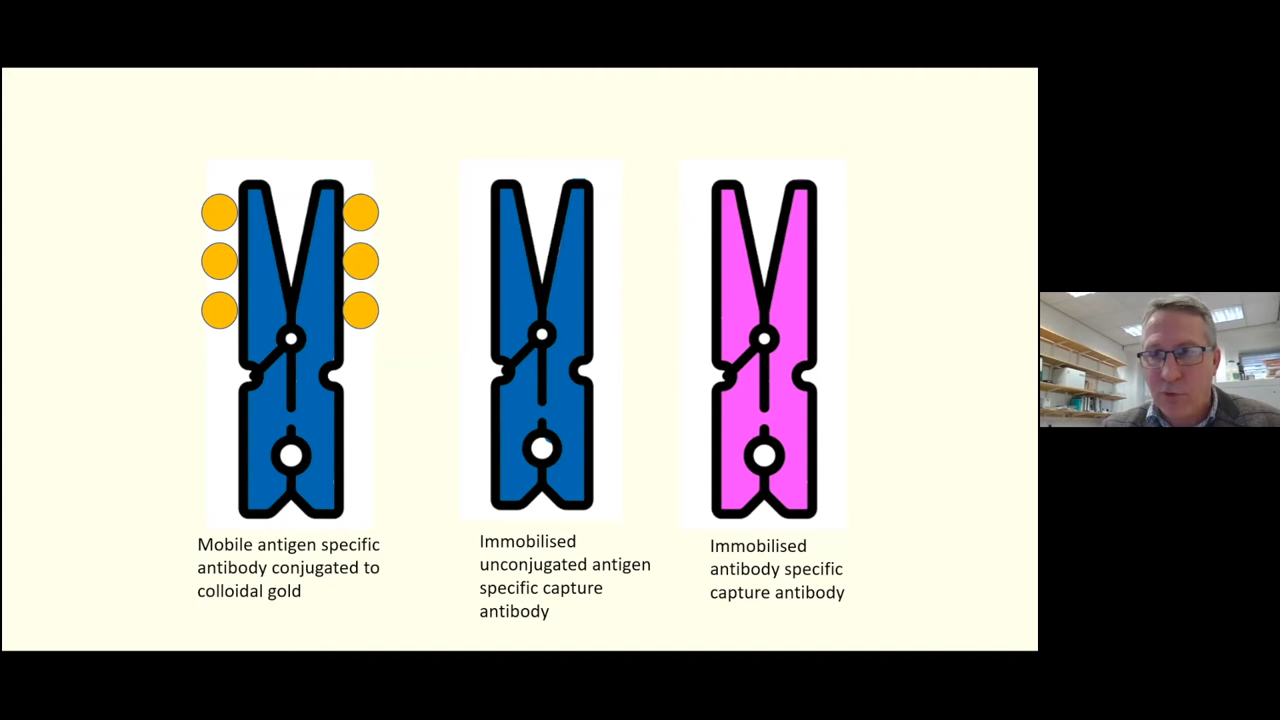 Mobile antigen specific
antibody conjugated to
colloidal gold
Immobilised
unconjugated antigen
specific capture
antibody
Immobilised
antibody specific
capture antibody